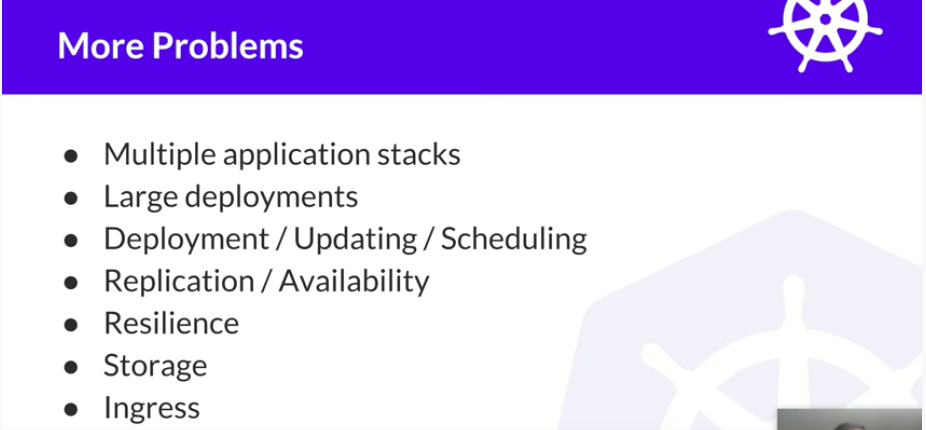 More Problems
● Multiple application stacks
● Large deployments
● Deployment / Updating / Scheduling
● Replication / Availability
● Resilience
● Storage
● Ingress